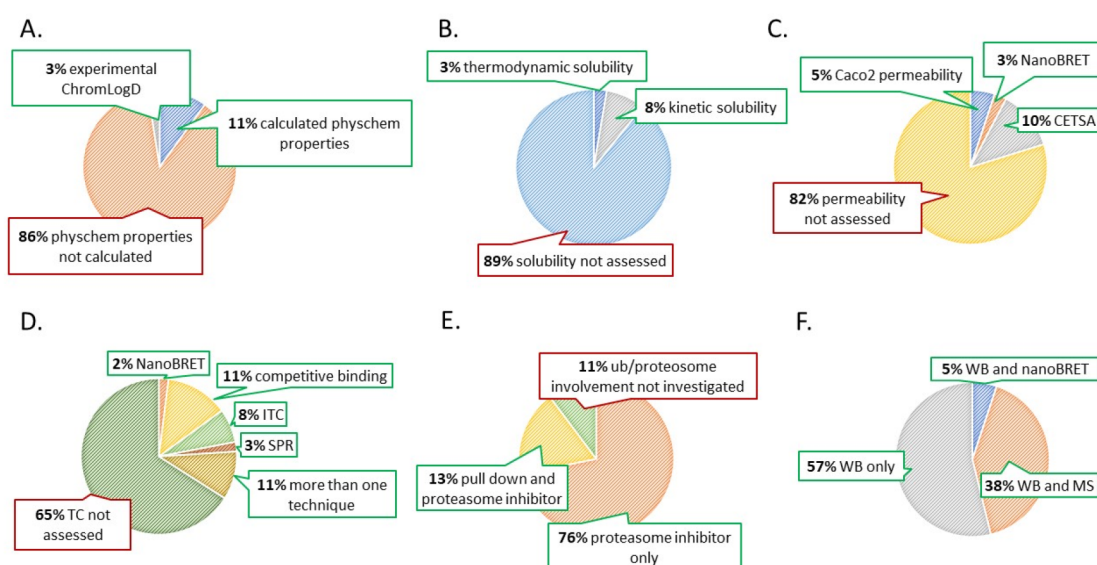 A.
3% experimental
ChromLogD
11% calculated physchem
properties
86% physchem properties
not calculated
B.
3% thermodynamic solubility
8% kinetic solubility
89% solubility not assessed
C.
3% NanoBRET
5% Caco2 permeability
10% CETSA
82% permeability
not assessed
D.
2% NanoBRET
11% competitive binding
8% ITC
3% SPR
11% more than one
technique
65% TC not
assessed
E.
11% ub/proteosome
involvement not investigated
13% pull down and
proteasome inhibitor
76% proteasome inhibitor
only
F.
5% WB and nanoBRET
57% WB only
38% WB and MS